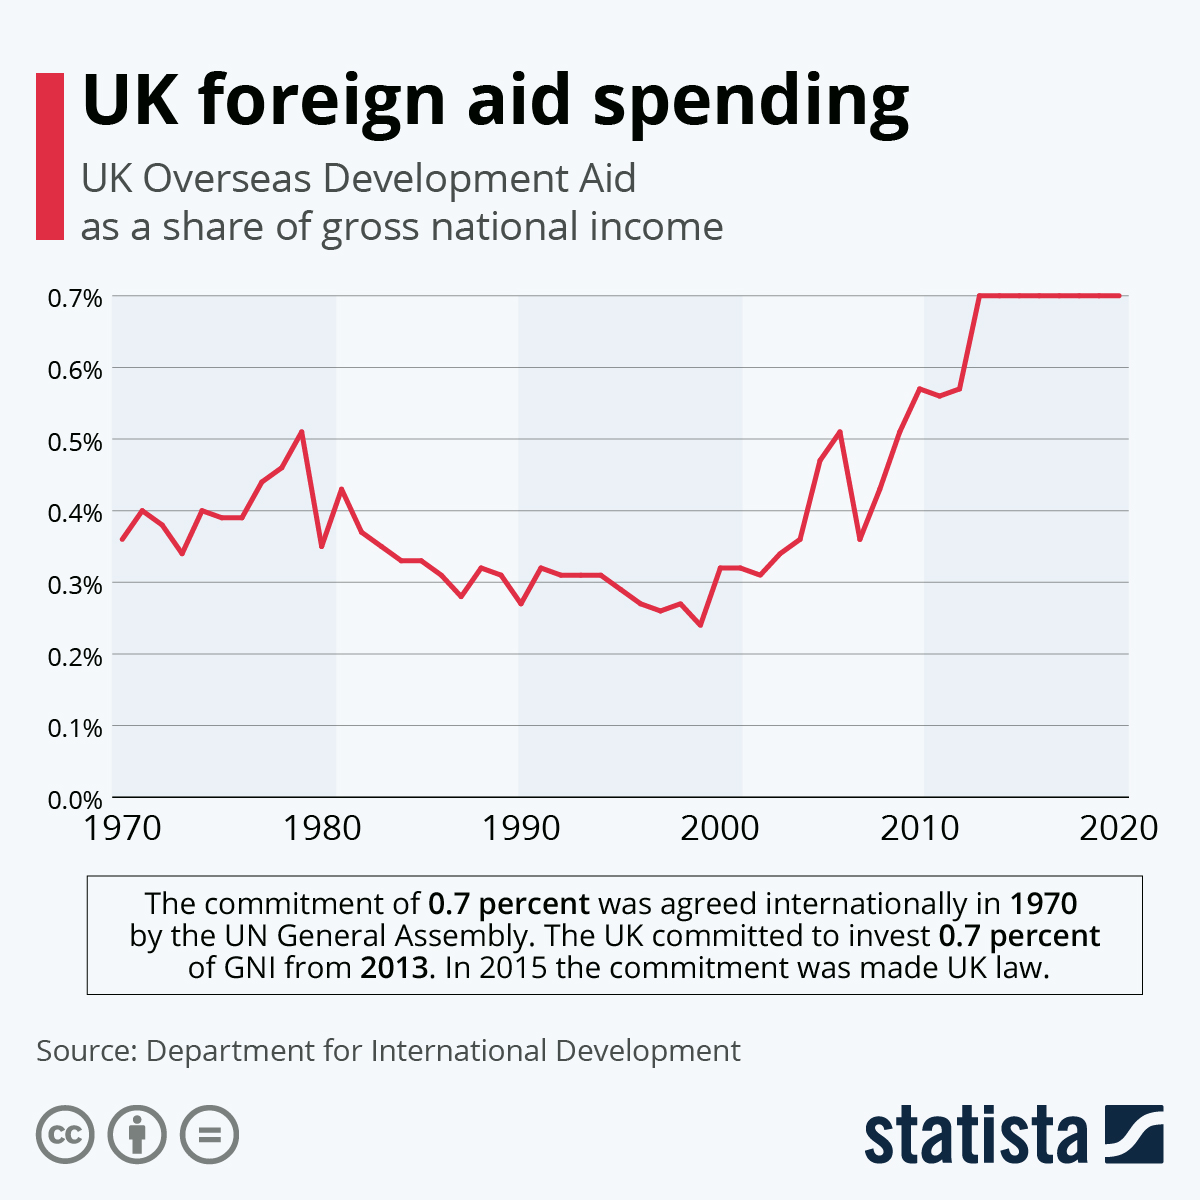 UK foreign aid spending
UK Overseas Development Aid
as a share of gross national income
0.7%
0.6%
0.5%
0.4%
0.3%
0.2%
0.1%
0.0%
1970
1980
1990
2000
2010
2020
The commitment of 0.7 percent was agreed internationally in 1970
by the UN General Assembly. The UK committed to invest 0.7 percent
of GNI from 2013. In 2015 the commitment was made UK law.
Source: Department for International Development
cc
statista